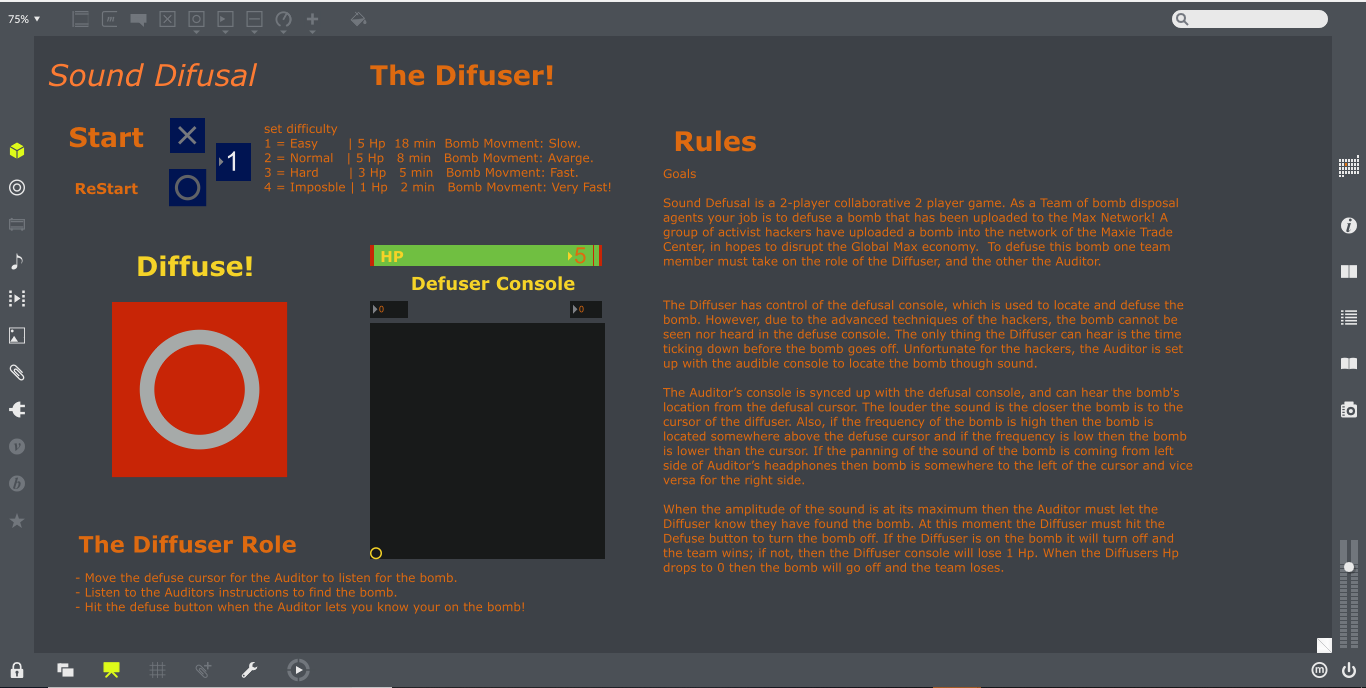 75%
Sound Difusal
The Difuser!
Start
ReStart
1
set difficulty
1 = Easy | 5 Hp 18 min Bomb Movment: Slow.
2 = Normal | 5 Hp 8 min Bomb Movment: Avarge.
3 = Hard | 3 Hp 5 min Bomb Movment: Fast.
4 = Imposble | 1 Hp 2 min Bomb Movment: Very Fast!
Diffuse!
HP 5
Defuser Console
0 0
The Diffuser Role
- Move the defuse cursor for the Auditor to listen for the bomb.
- Listen to the Auditors instructions to find the bomb.
- Hit the defuse button when the Auditor lets you know your on the bomb!
Rules
Goals
Sound Defusal is a 2-player collaborative 2 player game. As a Team of bomb disposal
agents your job is to defuse a bomb that has been uploaded to the Max Network! A
group of activist hackers have uploaded a bomb into the network of the Maxie Trade
Center, in hopes to disrupt the Global Max economy. To defuse this bomb one team
member must take on the role of the Diffuser, and the other the Auditor.
The Diffuser has control of the defusal console, which is used to locate and defuse the
bomb. However, due to the advanced techniques of the hackers, the bomb cannot be
seen nor heard in the defuse console. The only thing the Diffuser can hear is the time
ticking down before the bomb goes off. Unfortunate for the hackers, the Auditor is set
up with the audible console to locate the bomb though sound.
The Auditor’s console is synced up with the defusal console, and can hear the bomb's
location from the defusal cursor. The louder the sound is the closer the bomb is to the
cursor of the diffuser. Also, if the frequency of the bomb is high then the bomb is
located somewhere above the defuse cursor and if the frequency is low then the bomb
is lower than the cursor. If the panning of the sound of the bomb is coming from left
side of Auditor’s headphones then bomb is somewhere to the left of the cursor and vice
versa for the right side.
When the amplitude of the sound is at its maximum then the Auditor must let the
Diffuser know they have found the bomb. At this moment the Diffuser must hit the
Defuse button to turn the bomb off. If the Diffuser is on the bomb it will turn off and
the team wins; if not, then the Diffuser console will lose 1 Hp. When the Diffusers Hp
drops to 0 then the bomb will go off and the team loses.